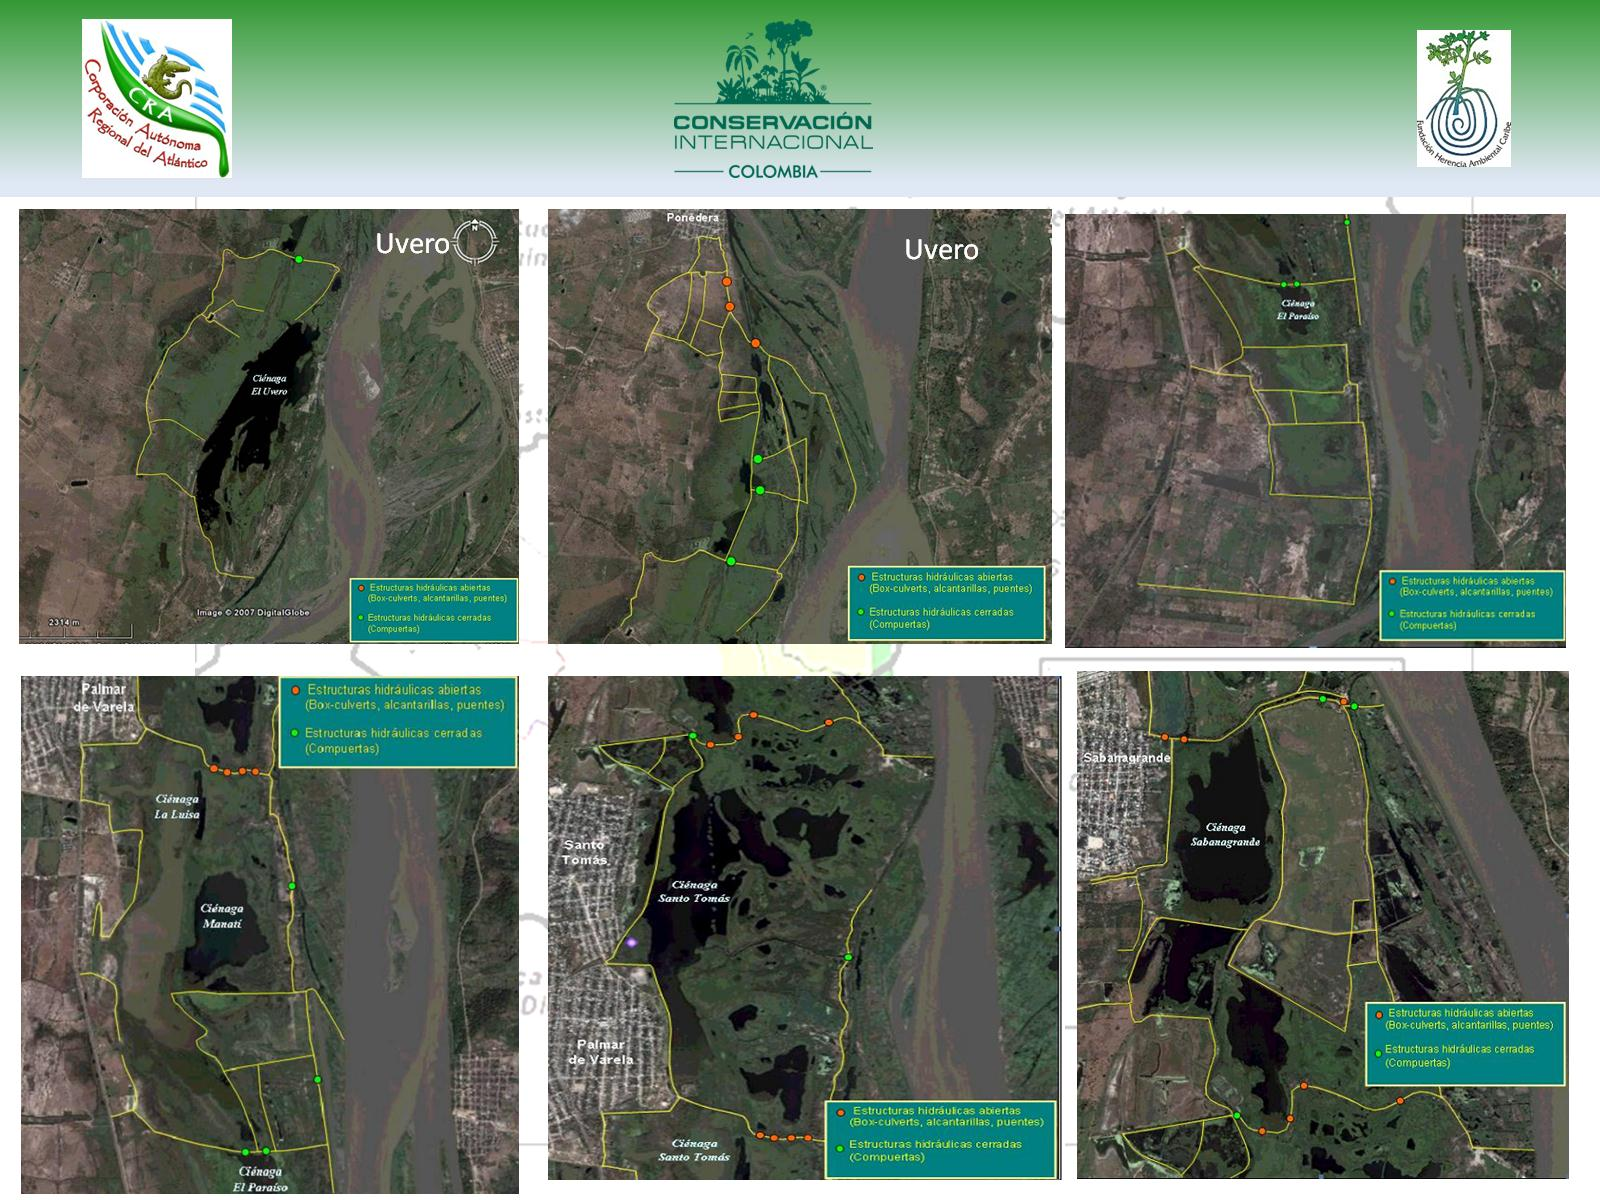 Corporación Autónoma
Regional del Atlántico
CRA
CONSERVACIÓN
INTERNACIONAL
COLOMBIA
Fundación Herencia Ambiental Caribe
Uvero
N
Ciénaga
El Uvero
Image © 2007 DigitalGlobe
2314 m
Estructuras hidráulicas abiertas
(Box-culverts, alcantarillas, puentes)
Estructuras hidráulicas cerradas
(Compuertas)
Ponedera
Uvero
Estructuras hidráulicas abiertas
(Box-culverts, alcantarillas, puentes)
Estructuras hidráulicas cerradas
(Compuertas)
Ciénaga
El Paraíso
Estructuras hidráulicas abiertas
(Box-culverts, alcantarillas, puentes)
Estructuras hidráulicas cerradas
(Compuertas)
Palmar
de Varela
Estructuras hidráulicas abiertas
(Box-culverts, alcantarillas, puentes)
Estructuras hidráulicas cerradas
(Compuertas)
Ciénaga
La Luisa
Ciénaga
Manatí
Ciénaga
El Paraíso
Santo
Tomás
Ciénaga
Santo Tomás
Palmar
de Varela
Ciénaga
Santo Tomás
Estructuras hidráulicas abiertas
(Box-culverts, alcantarillas, puentes)
Estructuras hidráulicas cerradas
(Compuertas)
Sabanagrande
Ciénaga
Sabanagrande
Estructuras hidráulicas abiertas
(Box-culverts, alcantarillas, puentes)
Estructuras hidráulicas cerradas
(Compuertas)